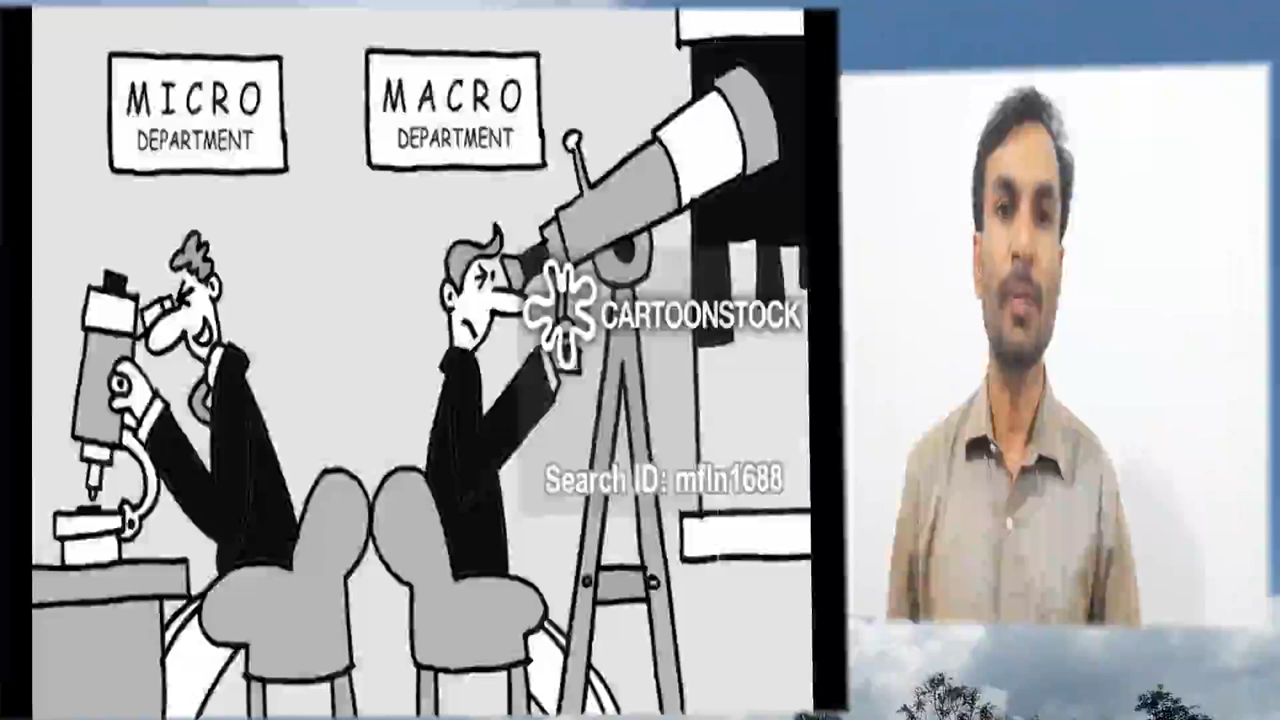 MICRO
DEPARTMENT
MACRO
DEPARTMENT
CARTOONSTOCK
Search ID: mfln1688